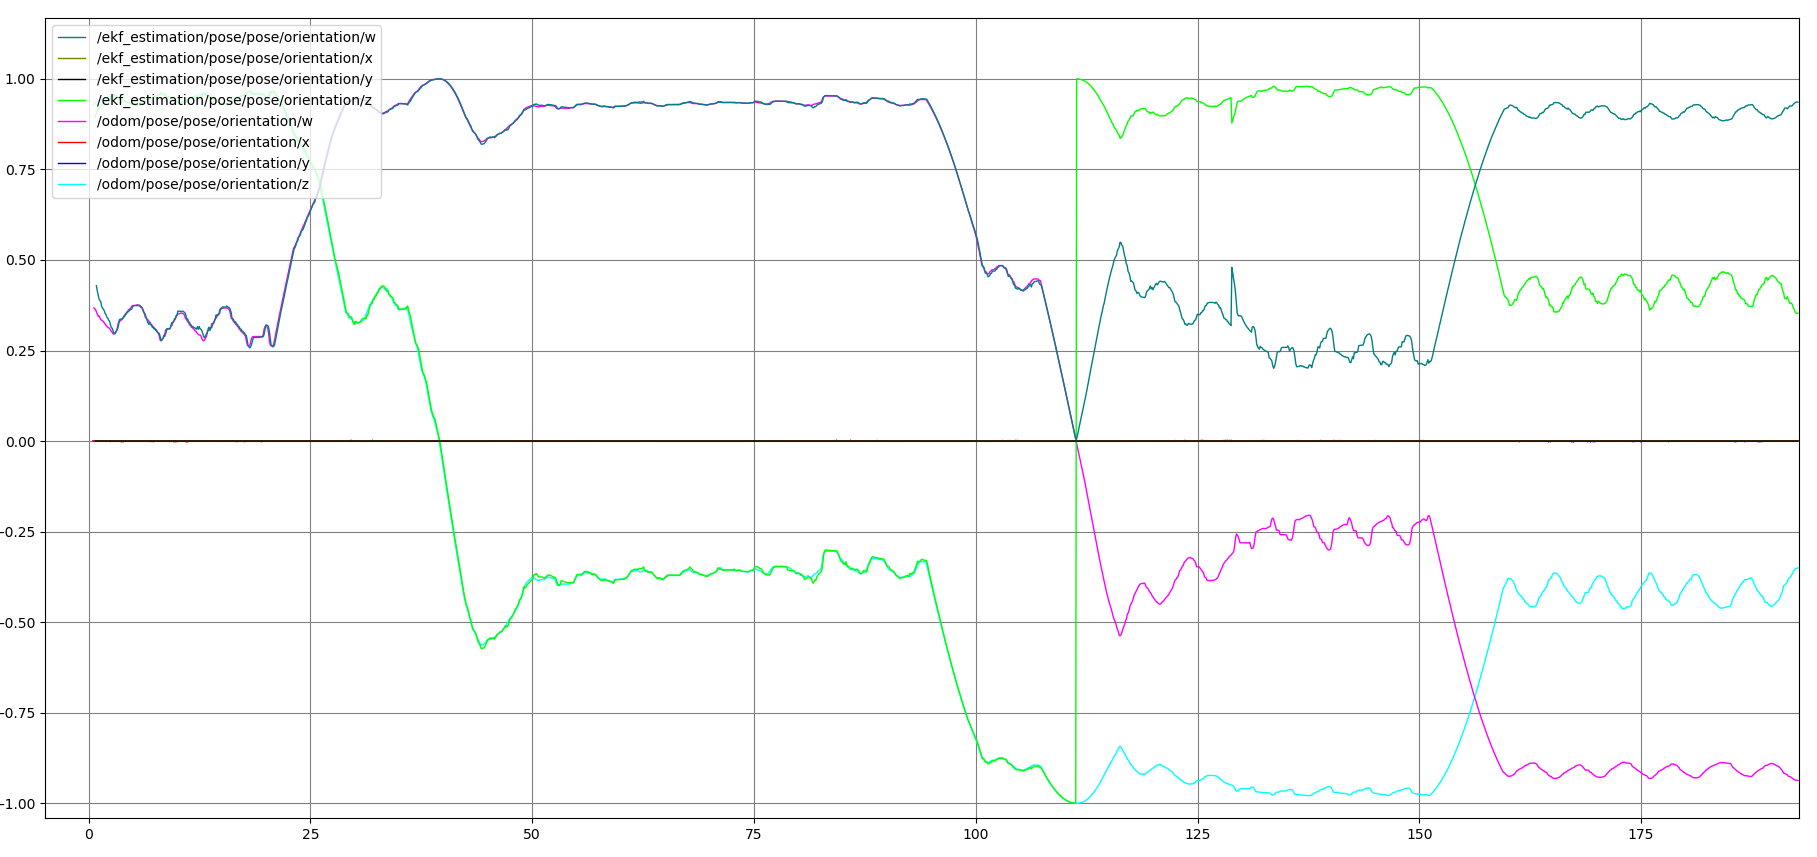 /ekf_estimation/pose/pose/orientation/w
/ekf_estimation/pose/pose/orientation/x
/ekf_estimation/pose/pose/orientation/y
/ekf_estimation/pose/pose/orientation/z
/odom/pose/pose/orientation/w
/odom/pose/pose/orientation/x
/odom/pose/pose/orientation/y
/odom/pose/pose/orientation/z
1.00
0.75
0.50
0.25
0.00
−0.25
−0.50
−0.75
−1.00
0 25 50 75 100 125 150 175